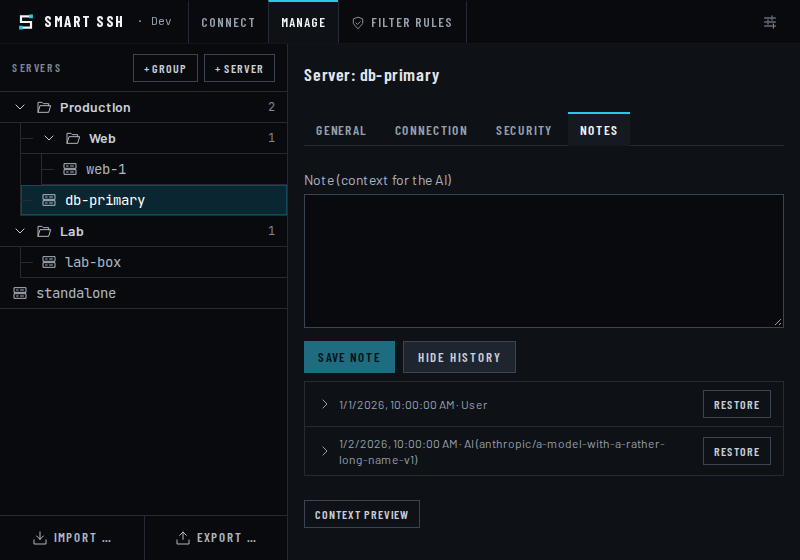 SMART SSH · Dev CONNECT MANAGE FILTER RULES
SERVERS +GROUP +SERVER
Production 2
Web 1
web-1
db-primary
Lab 1
lab-box
standalone
IMPORT … EXPORT …
Server: db-primary
GENERAL CONNECTION SECURITY NOTES
Note (context for the AI)
SAVE NOTE HIDE HISTORY
1/1/2026, 10:00:00 AM · User RESTORE
1/2/2026, 10:00:00 AM · AI (anthropic/a-model-with-a-rather-
long-name-v1) RESTORE
CONTEXT PREVIEW